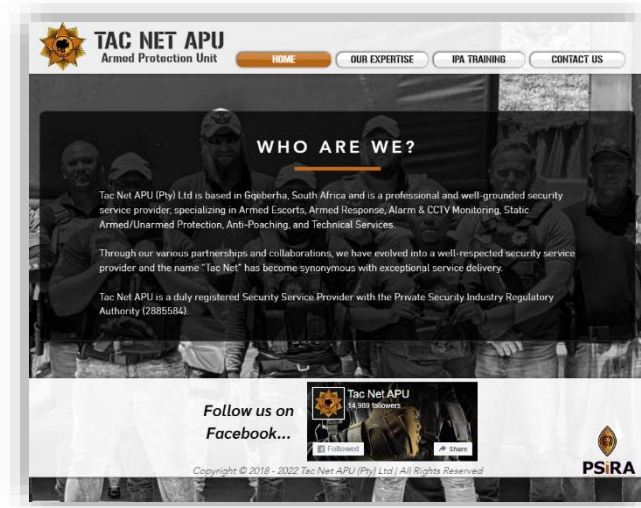 TAC NET APU
Armed Protection Unit
HOME
OUR EXPERTISE
IPA TRAINING
CONTACT US
WHO ARE WE?
Tac Net APU (Pty) Ltd is based in Gqeberha, South Africa and is a professional and well-grounded security
service provider, specializing in Armed Escorts, Armed Response, Alarm & CCTV Monitoring, Static
Armed/Unarmed Protection, Anti-Poaching, and Technical Services.
Through our various partnerships and collaborations, we have evolved into a well-respected security service
provider and the name "Tac Net" has become synonymous with exceptional service delivery.
Tac Net APU is a duly registered Security Service Provider with the Private Security Industry Regulatory
Authority (2885584).
Follow us on
Facebook...
Tac Net APU
14,989 followers
Followed
Share
PSiRA
Copyright © 2018 - 2022 Tac Net APU (Pty) Ltd | All Rights Reserved